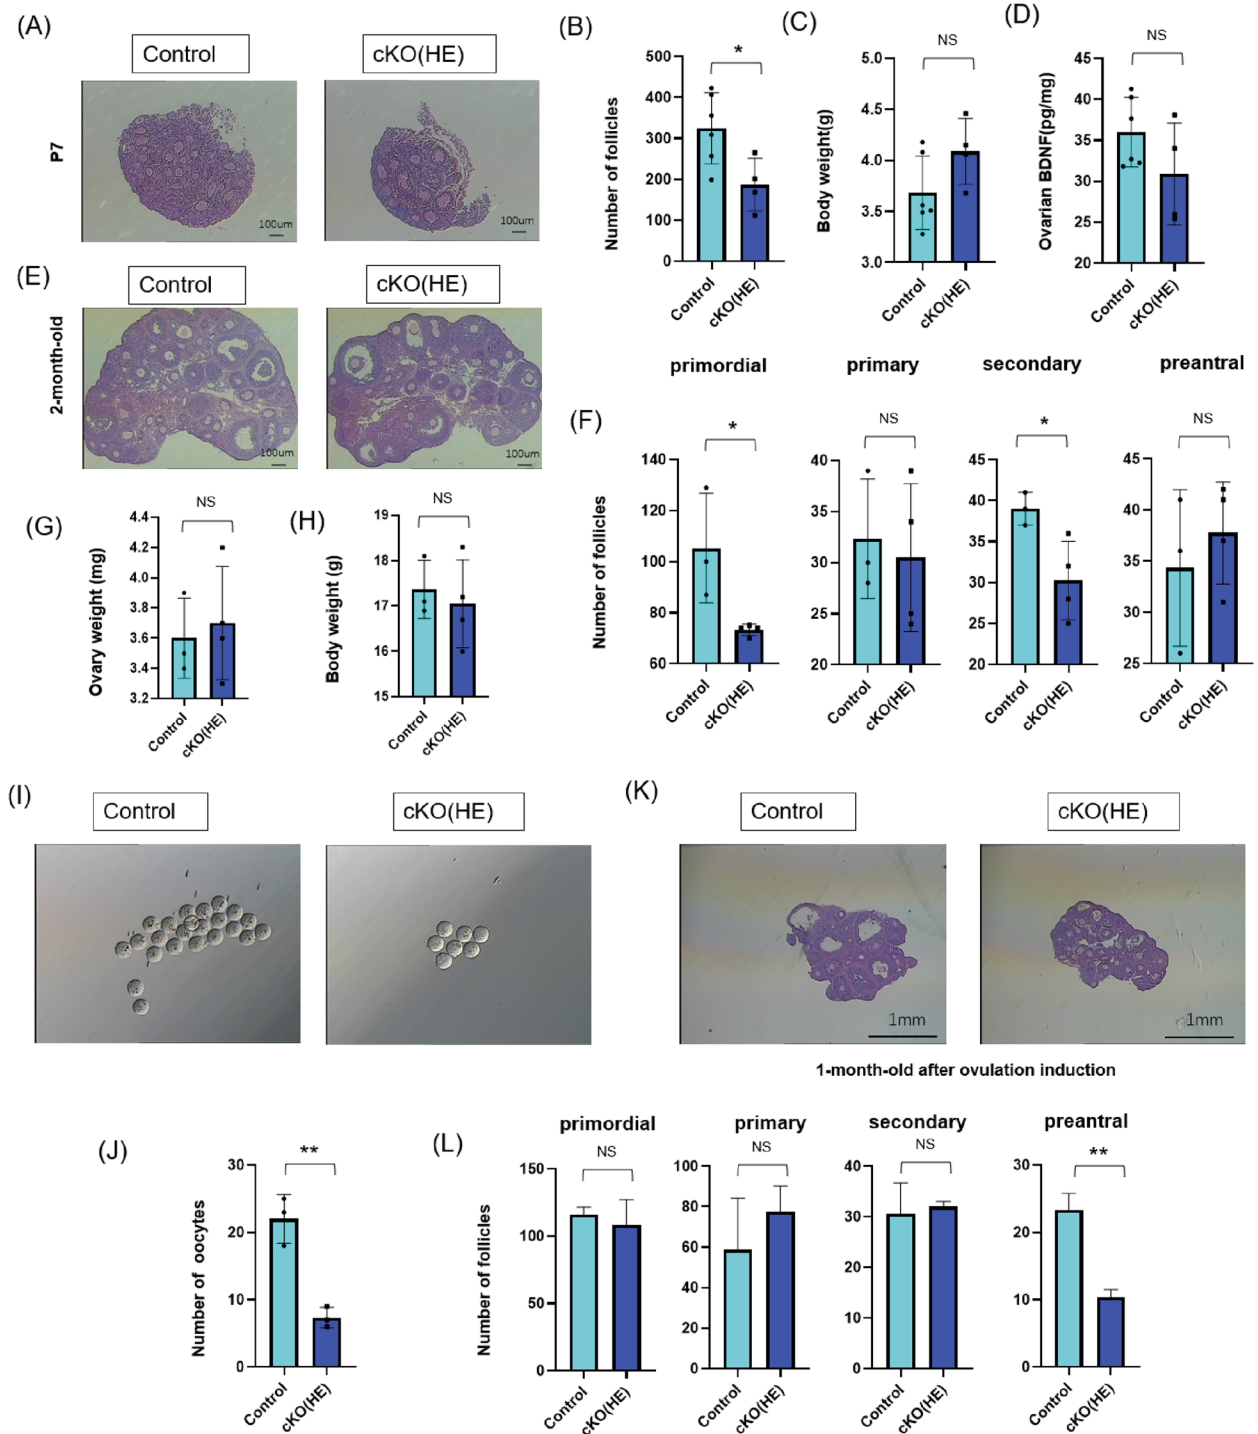 (A)
Control
cKO(HE)
P7
100um
100um
(B)
*
Number of follicles
500
400
300
200
100
0
Control
cKO(HE)
(C)
NS
Body weight(g)
5.0
4.5
4.0
3.5
3.0
Control
cKO(HE)
(D)
NS
Ovarian BDNF(pg/mg)
45
40
35
30
25
20
Control
cKO(HE)
(E)
Control
cKO(HE)
2-month-old
100um
100um
(F)
primordial
*
Number of follicles
140
120
100
80
60
Control
cKO(HE)
primary
NS
40
35
30
25
20
Control
cKO(HE)
secondary
*
45
40
35
30
25
20
Control
cKO(HE)
preantral
NS
45
40
35
30
25
Control
cKO(HE)
(G)
NS
Ovary weight (mg)
4.4
4.2
4.0
3.8
3.6
3.4
3.2
Control
cKO(HE)
(H)
NS
Body weight (g)
19
18
17
16
15
Control
cKO(HE)
(I)
Control
cKO(HE)
(K)
Control
cKO(HE)
1mm
1mm
1-month-old after ovulation induction
(J)
**
Number of oocytes
30
20
10
0
Control
cKO(HE)
(L)
primordial
NS
Number of follicles
150
100
50
0
Control
cKO(HE)
primary
NS
100
80
60
40
20
0
Control
cKO(HE)
secondary
NS
40
30
20
10
0
Control
cKO(HE)
preantral
**
30
20
10
0
Control
cKO(HE)